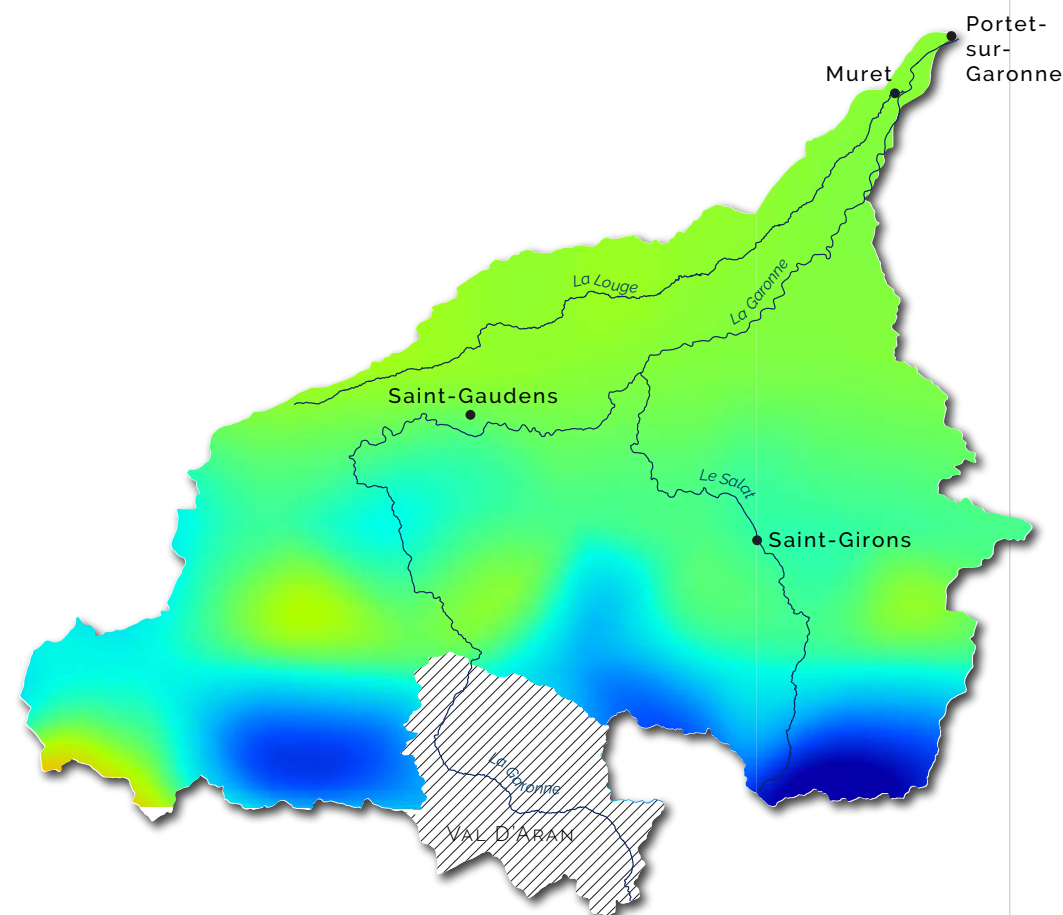 Portet-
sur-
Garonne
Muret
La Louge
La Garonne
Saint-Gaudens
Le Salat
Saint-Girons
La Garonne
VAL D'ARAN